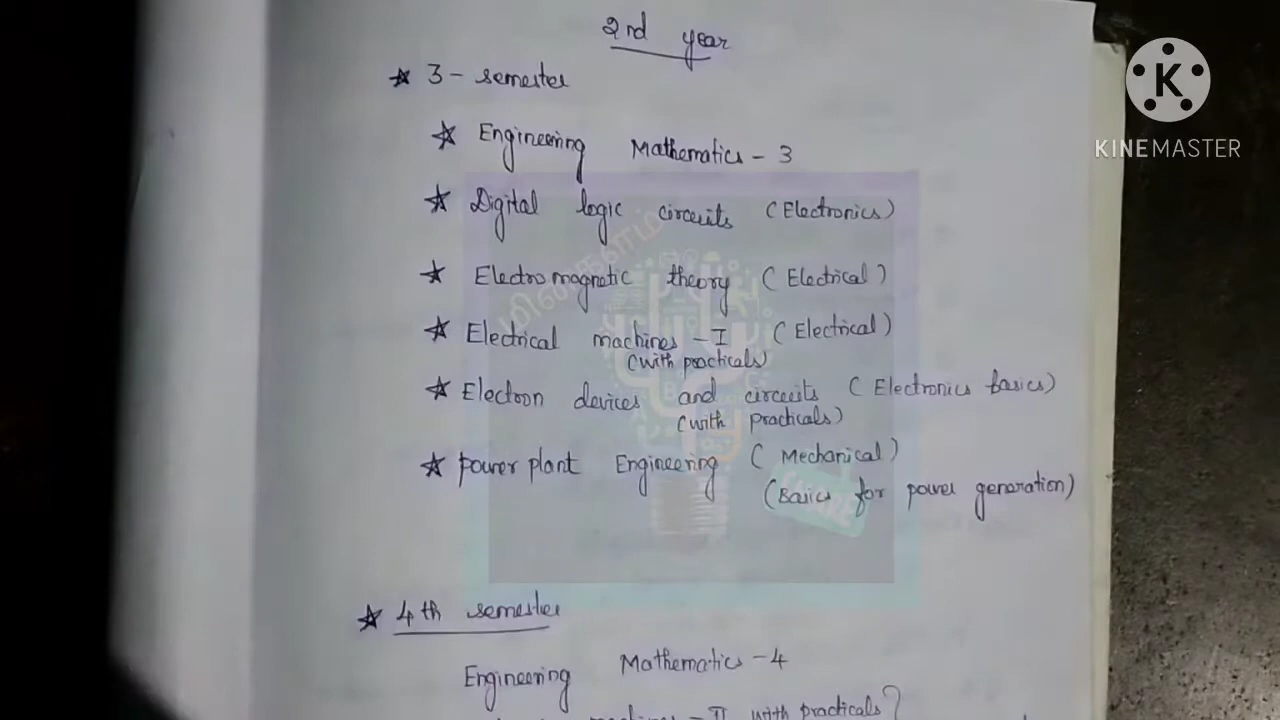 2nd year
☆ 3 - semester
☆ Engineering Mathematics - 3
☆ Digital logic circuits (Electronics)
☆ Electromagnetic theory (Electrical)
☆ Electrical machines - I (Electrical)
(with practicals)
☆ Electron devices and circuits (Electronics basics)
(with practicals)
☆ power plant Engineering (Mechanical)
(Basics for power generation)
☆ 4th semester
Engineering Mathematics - 4
machines - II with practicals
K
KINEMASTER